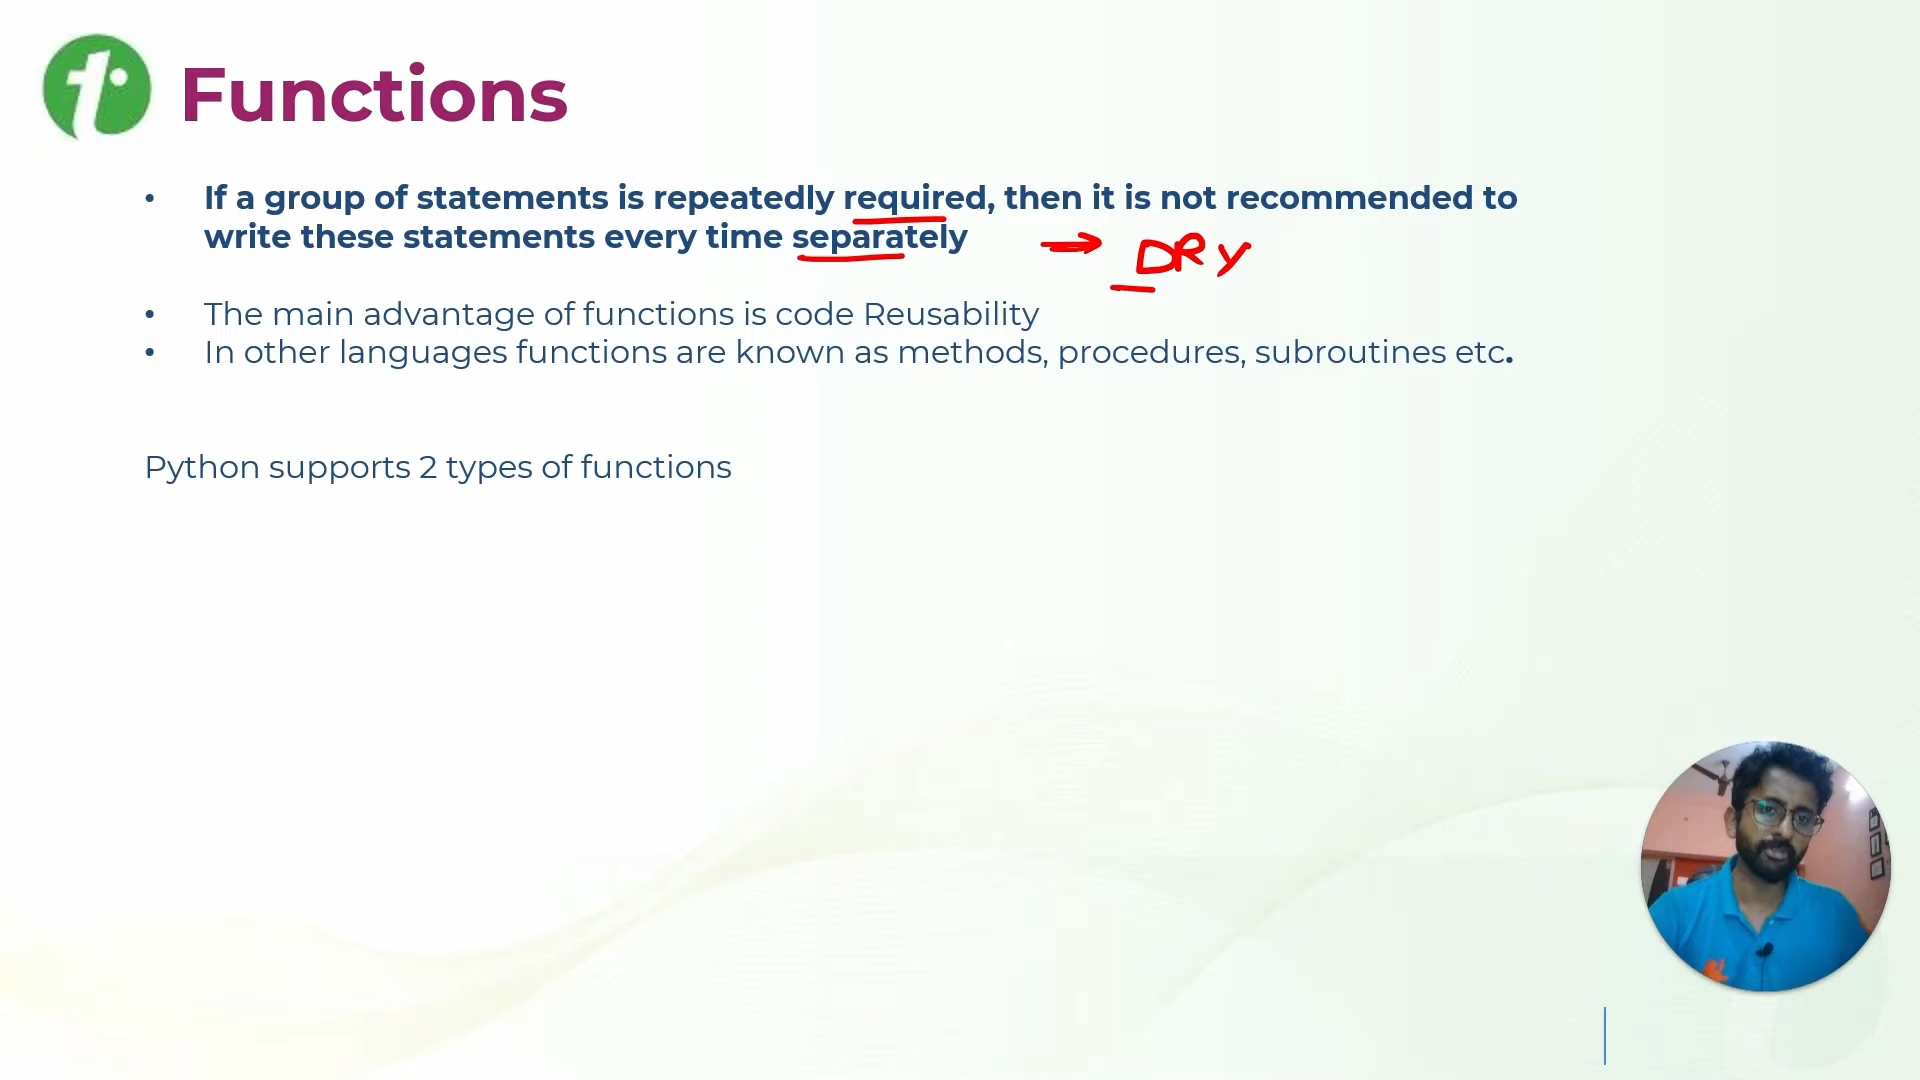 Functions
• If a group of statements is repeatedly required, then it is not recommended to
write these statements every time separately
DRY
• The main advantage of functions is code Reusability
• In other languages functions are known as methods, procedures, subroutines etc.
Python supports 2 types of functions